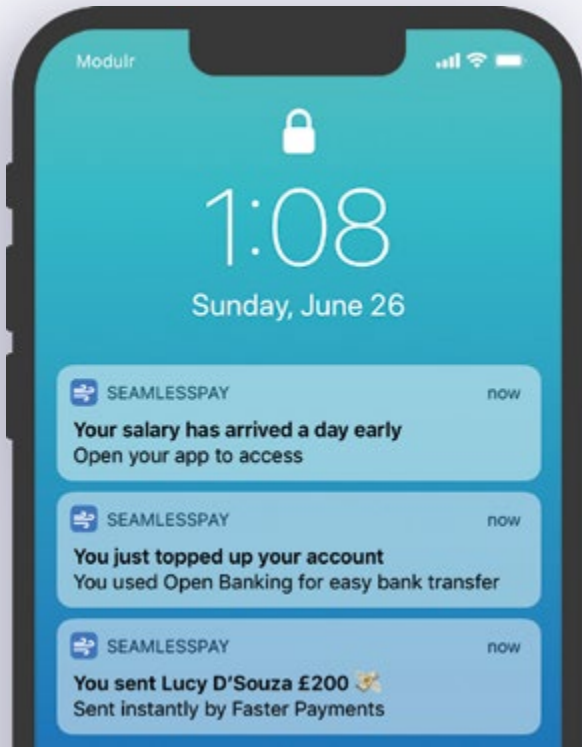 Modulr
1:08
Sunday, June 26
SEAMLESSPAY now
Your salary has arrived a day early
Open your app to access
SEAMLESSPAY now
You just topped up your account
You used Open Banking for easy bank transfer
SEAMLESSPAY now
You sent Lucy D'Souza £200 💸
Sent instantly by Faster Payments